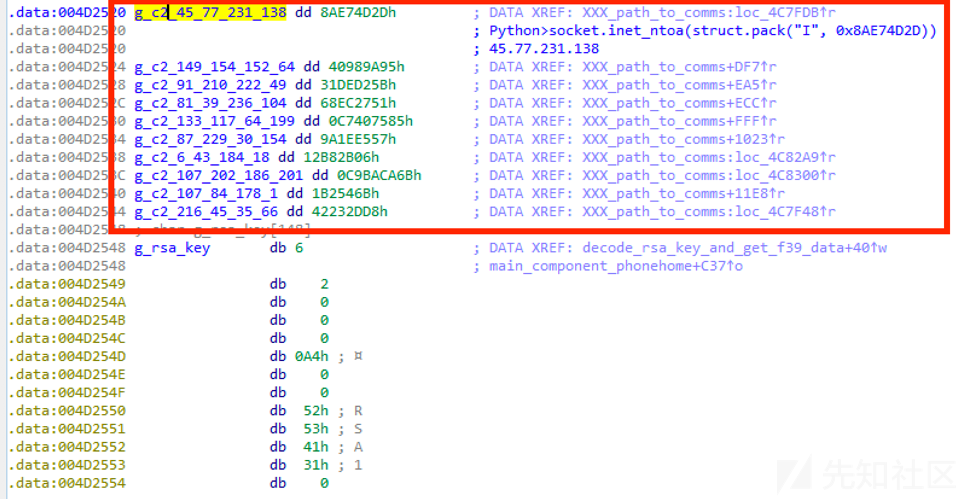 .data:004D2520 g_c2_45_77_231_138 dd 8AE74D2Dh ; DATA XREF: XXX_path_to_comms:loc_4C7FDB↑r
.data:004D2520 ; Python>socket.inet_ntoa(struct.pack("I", 0x8AE74D2D))
.data:004D2520 ; 45.77.231.138
.data:004D2524 g_c2_149_154_152_64 dd 40989A95h ; DATA XREF: XXX_path_to_comms+DF7↑r
.data:004D2528 g_c2_91_210_222_49 dd 31DED25Bh ; DATA XREF: XXX_path_to_comms+EA5↑r
.data:004D252C g_c2_81_39_236_104 dd 68EC2751h ; DATA XREF: XXX_path_to_comms+ECC↑r
.data:004D2530 g_c2_133_117_64_199 dd 0C7407585h ; DATA XREF: XXX_path_to_comms+FFF↑r
.data:004D2534 g_c2_87_229_30_154 dd 9A1EE557h ; DATA XREF: XXX_path_to_comms+1023↑r
.data:004D2538 g_c2_6_43_184_18 dd 12B82B06h ; DATA XREF: XXX_path_to_comms:loc_4C82A9↑r
.data:004D253C g_c2_107_202_186_201 dd 0C9BACA6Bh ; DATA XREF: XXX_path_to_comms:loc_4C8300↑r
.data:004D2540 g_c2_107_84_178_1 dd 1B2546Bh ; DATA XREF: XXX_path_to_comms+11E8↑r
.data:004D2544 g_c2_216_45_35_66 dd 42232DD8h ; DATA XREF: XXX_path_to_comms:loc_4C7F48↑r
.data:004D2548 ; char g_rsa_key[148]
.data:004D2548 g_rsa_key db 6 ; DATA XREF: decode_rsa_key_and_get_f39_data+40↑w
.data:004D2548 ; main_component_phonehome+C37↑o
.data:004D2549 db 2
.data:004D254A db 0
.data:004D254B db 0
.data:004D254C db 0
.data:004D254D db 0A4h ; ¤
.data:004D254E db 0
.data:004D254F db 0
.data:004D2550 db 52h ; R
.data:004D2551 db 53h ; S
.data:004D2552 db 41h ; A
.data:004D2553 db 31h ; 1
.data:004D2554 db 0
先知社区